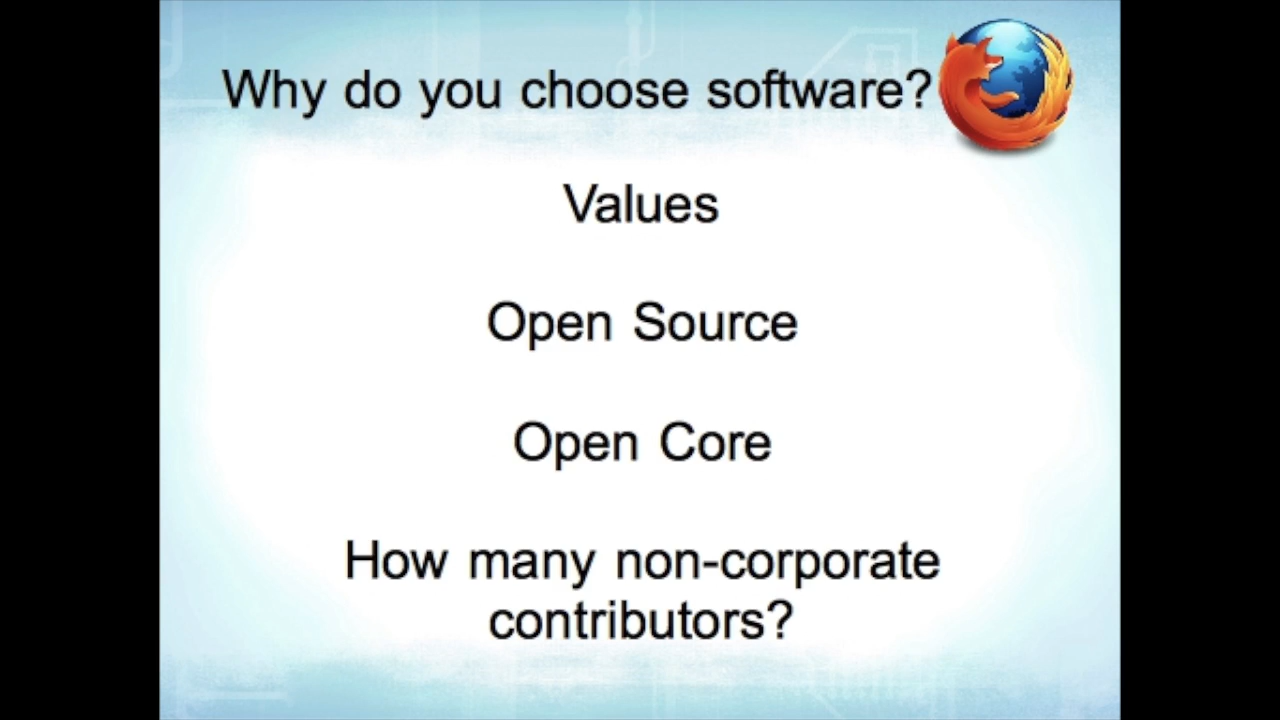 Why do you choose software?
Values
Open Source
Open Core
How many non-corporate
contributors?